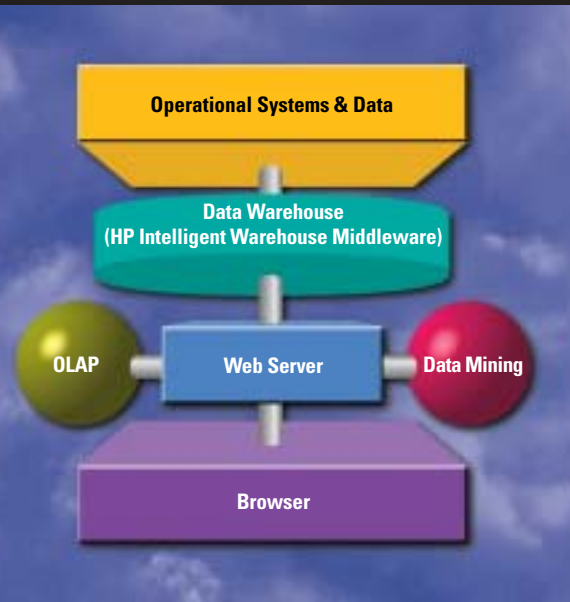 Operational Systems & Data
Data Warehouse
(HP Intelligent Warehouse Middleware)
OLAP
Web Server
Data Mining
Browser